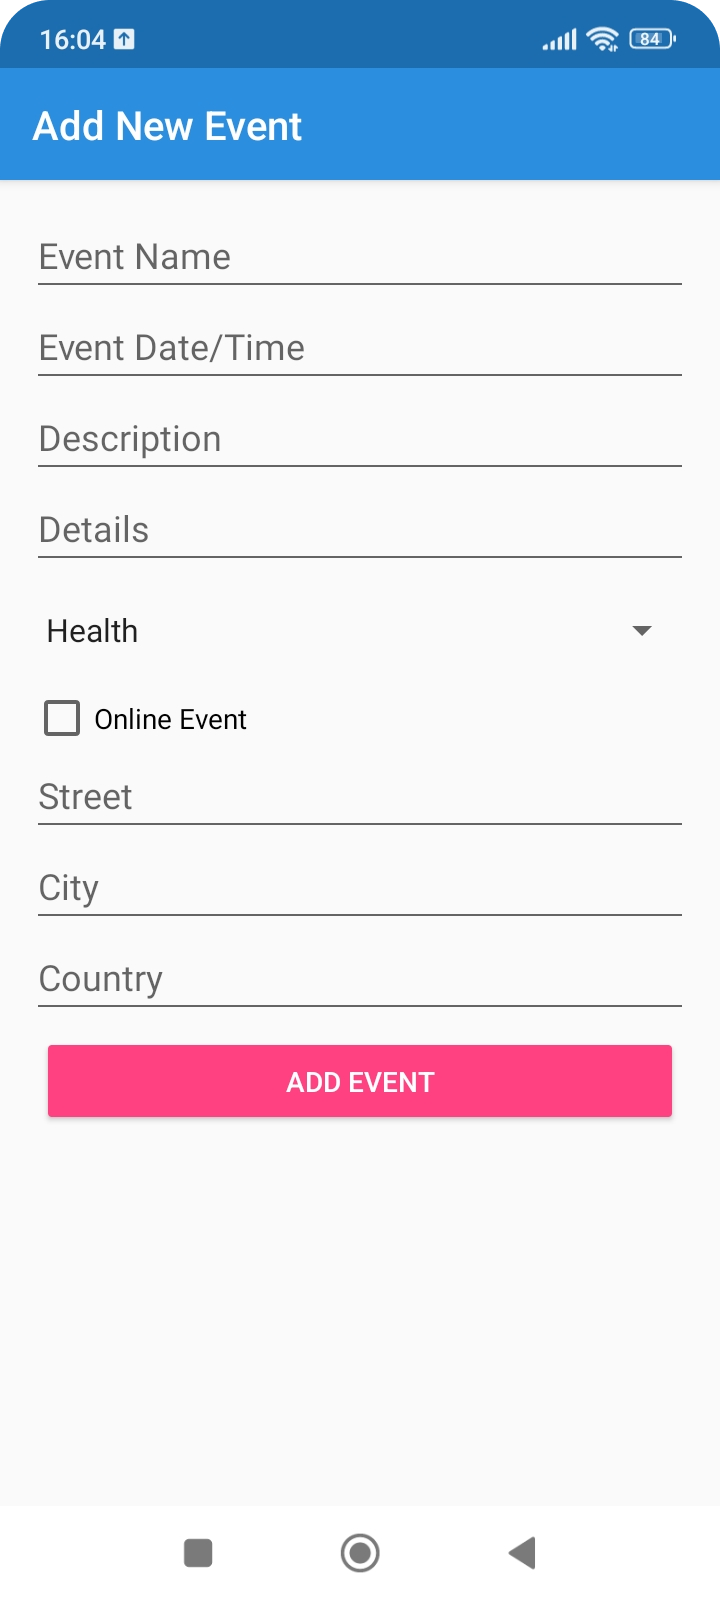 16:04
84
Add New Event
Event Name
Event Date/Time
Description
Details
Health
Online Event
Street
City
Country
ADD EVENT